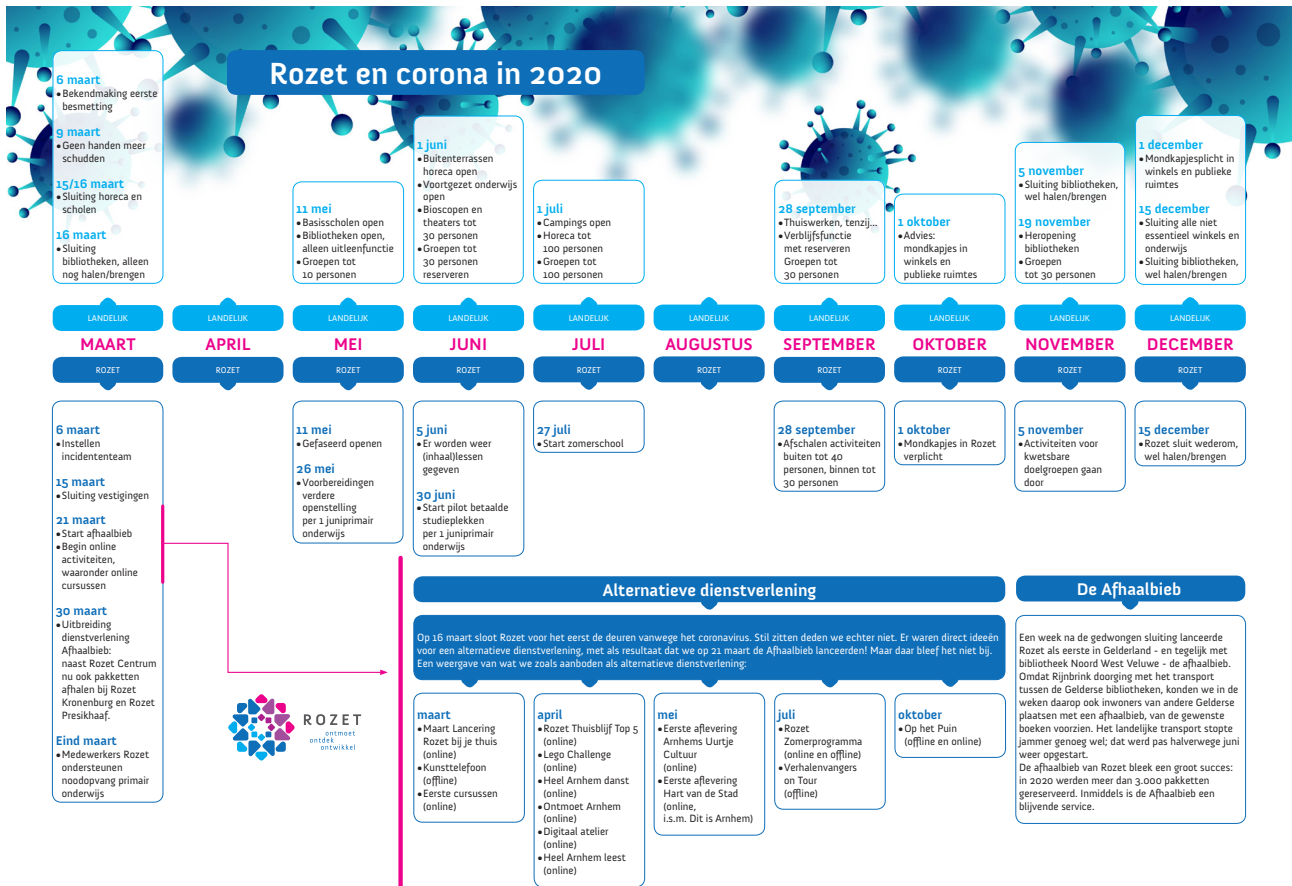 Rozet en corona in 2020
6 maart
•Bekendmaking eerste
besmetting
9 maart
•Geen handen meer
schudden
15/16 maart
•Sluiting horeca en
scholen
16 maart
•Sluiting
bibliotheken, alleen
nog halen/brengen
11 mei
•Basisscholen open
•Bibliotheken open,
alleen uitleenfunctie
•Groepen tot
10 personen
1 juni
•Buitenterrassen
horeca open
•Voortgezet onderwijs
open
•Bioscopen en
theaters tot
30 personen
•Groepen tot
30 personen
reserveren
1 juli
•Campings open
•Horeca tot
100 personen
•Groepen tot
100 personen
28 september
•Thuiswerken, tenzij...
•Verblijfsfunctie
met reserveren
Groepen tot
30 personen
1 oktober
•Advies:
mondkapjes in
winkels en
publieke ruimtes
5 november
•Sluiting bibliotheken,
wel halen/brengen
19 november
•Heropening
bibliotheken
•Groepen
tot 30 personen
1 december
•Mondkapjesplicht in
winkels en publieke
ruimtes
15 december
•Sluiting alle niet
essentieel winkels en
onderwijs
•Sluiting bibliotheken,
wel halen/brengen
LANDELIJK LANDELIJK LANDELIJK LANDELIJK LANDELIJK LANDELIJK LANDELIJK LANDELIJK LANDELIJK LANDELIJK
MAART APRIL MEI JUNI JULI AUGUSTUS SEPTEMBER OKTOBER NOVEMBER DECEMBER
ROZET ROZET ROZET ROZET ROZET ROZET ROZET ROZET ROZET ROZET
6 maart
•Instellen
incidententeam
15 maart
•Sluiting vestigingen
21 maart
•Start afhaalbieb
•Begin online
activiteiten,
waaronder online
cursussen
30 maart
•Uitbreiding
dienstverlening
Afhaalbieb:
naast Rozet Centrum
nu ook pakketten
afhalen bij Rozet
Kronenburg en Rozet
Presikhaaf.
Eind maart
•Medewerkers Rozet
ondersteunen
noodopvang primair
onderwijs
11 mei
•Gefaseerd openen
26 mei
•Voorbereidingen
verdere
openstelling
per 1 juniprimair
onderwijs
5 juni
•Er worden weer
(inhaal)lessen
gegeven
30 juni
•Start pilot betaalde
studieplekken
per 1 juniprimair
onderwijs
27 juli
•Start zomerschool
28 september
•Afschalen activiteiten
buiten tot 40
personen, binnen tot
30 personen
1 oktober
•Mondkapjes in Rozet
verplicht
5 november
•Activiteiten voor
kwetsbare
doelgroepen gaan
door
15 december
•Rozet sluit wederom,
wel halen/brengen
ROZET
ontmoet
ontdek
ontwikkel
Alternatieve dienstverlening
Op 16 maart sloot Rozet voor het eerst de deuren vanwege het coronavirus. Stil zitten deden we echter niet. Er waren direct ideeën
voor een alternatieve dienstverlening, met als resultaat dat we op 21 maart de Afhaalbieb lanceerden! Maar daar bleef het niet bij.
Een weergave van wat we zoals aanboden als alternatieve dienstverlening:
maart
•Maart Lancering
Rozet bij je thuis
(online)
•Kunsttelefoon
(offline)
•Eerste cursussen
(online)
april
•Rozet Thuisblijf Top 5
(online)
•Lego Challenge
(online)
•Heel Arnhem danst
(online)
•Ontmoet Arnhem
(online)
•Digitaal atelier
(online)
•Heel Arnhem leest
(online)
mei
•Eerste aflevering
Arnhems Uurtje
Cultuur
(online)
•Eerste aflevering
Hart van de Stad
(online,
i.s.m. Dit is Arnhem)
juli
•Rozet
Zomerprogramma
(online en offline)
•Verhalenvangers
on Tour
(offline)
oktober
•Op het Puin
(offline en online)
De Afhaalbieb
Een week na de gedwongen sluiting lanceerde
Rozet als eerste in Gelderland - en tegelijk met
bibliotheek Noord West Veluwe - de afhaalbieb.
Omdat Rijnbrink doorging met het transport
tussen de Gelderse bibliotheken, konden we in de
weken daarop ook inwoners van andere Gelderse
plaatsen met een afhaalbieb, van de gewenste
boeken voorzien. Het landelijke transport stopte
jammer genoeg wel; dat werd pas halverwege juni
weer opgestart.
De afhaalbieb van Rozet bleek een groot succes:
in 2020 werden meer dan 3.000 pakketten
gereserveerd. Inmiddels is de Afhaalbieb een
blijvende service.